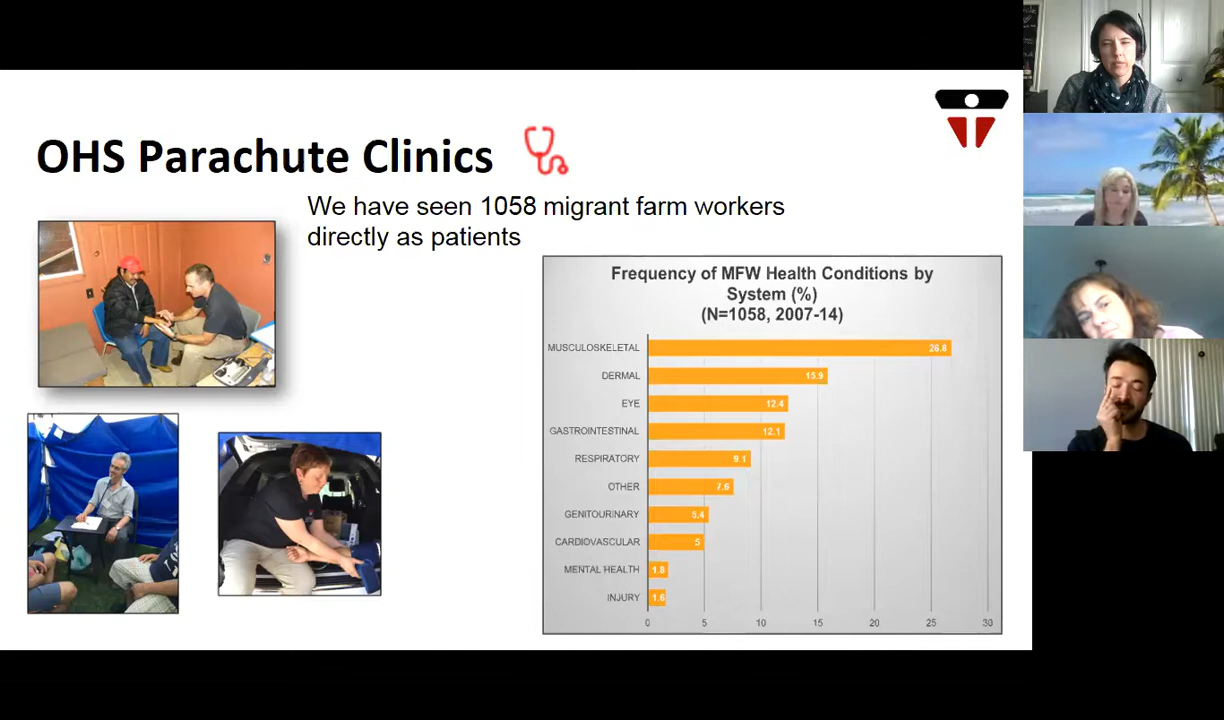 OHS Parachute Clinics
We have seen 1058 migrant farm workers
directly as patients
Frequency of MFW Health Conditions by
System (%)
(N=1058, 2007-14)
MUSCULOSKELETAL 26.8
DERMAL 15.9
EYE 12.4
GASTROINTESTINAL 12.1
RESPIRATORY 9.1
OTHER 7.6
GENITOURINARY 5.4
CARDIOVASCULAR 5
MENTAL HEALTH 1.8
INJURY 1.6
0 5 10 15 20 25 30